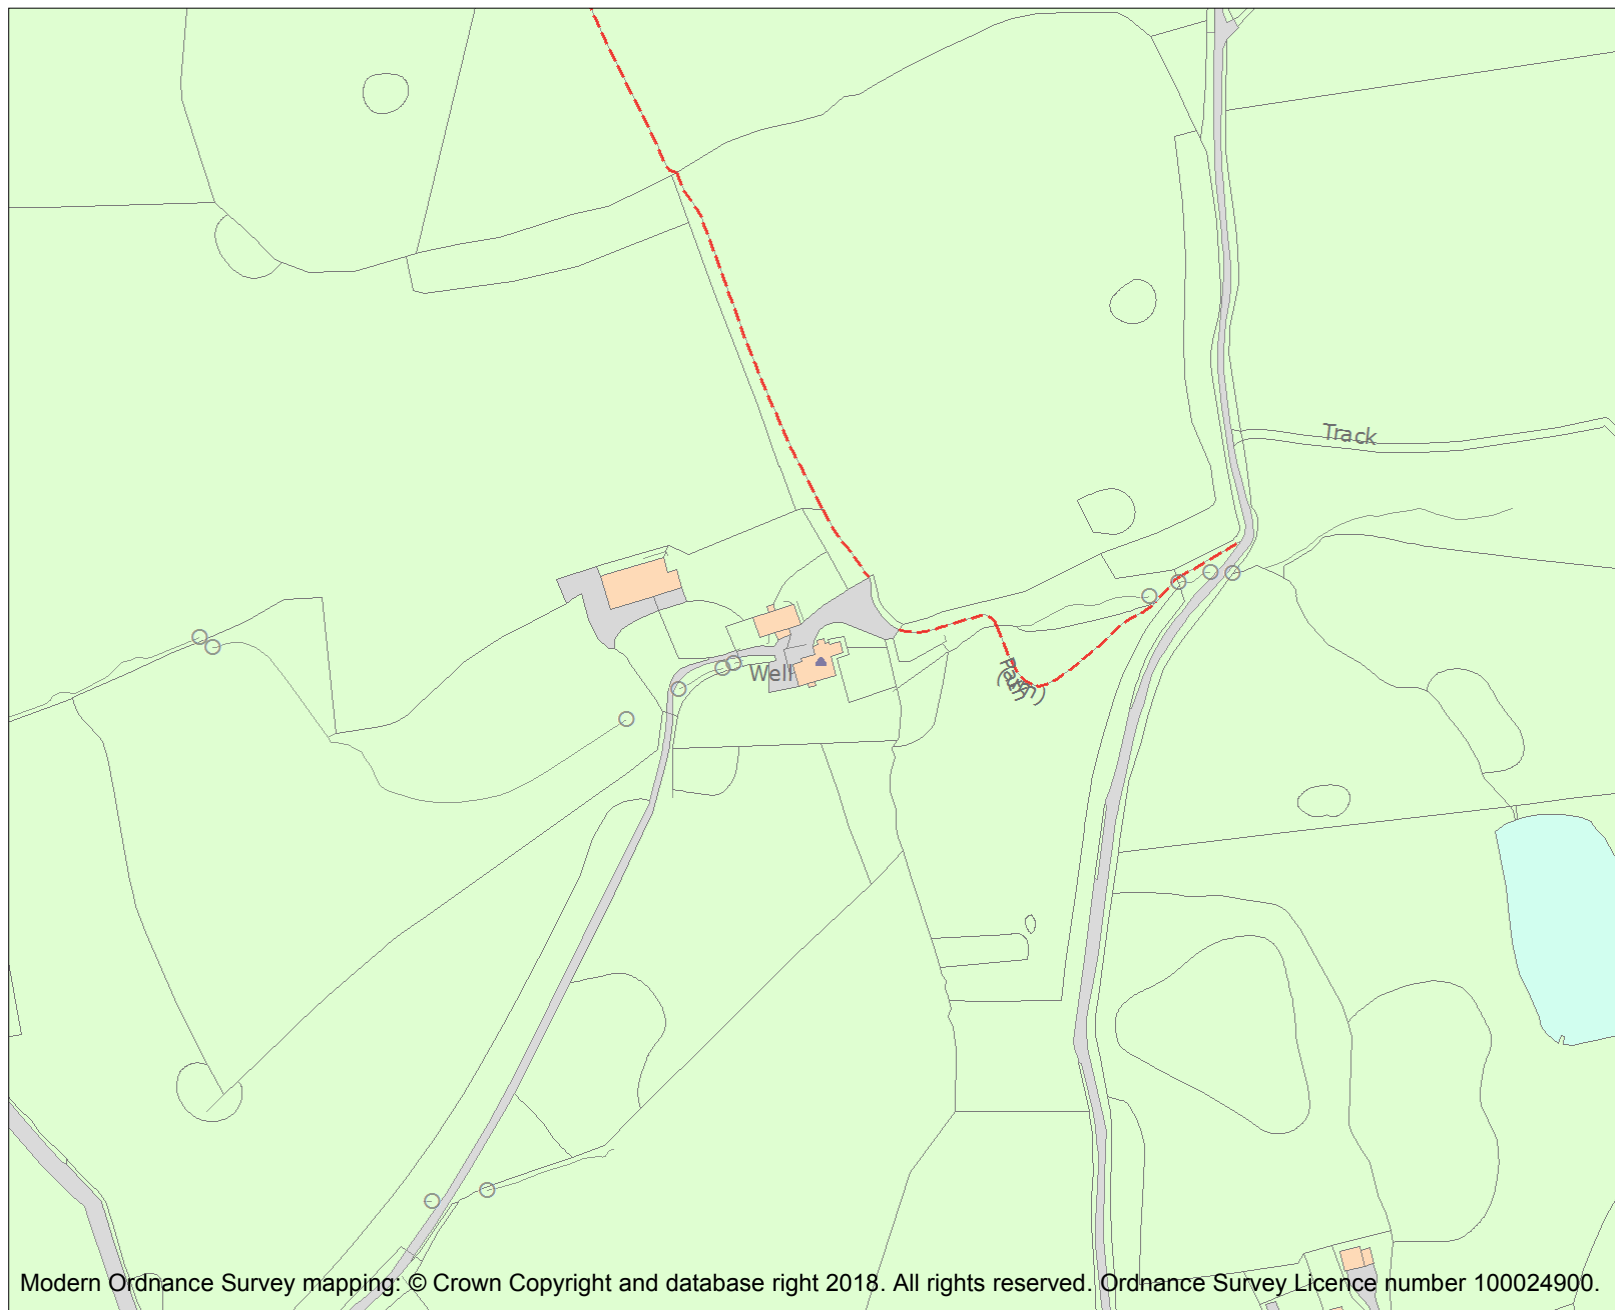 Track
Well
Path
(um)
Modern Ordnance Survey mapping: © Crown Copyright and database right 2018. All rights reserved. Ordnance Survey Licence number 100024900.